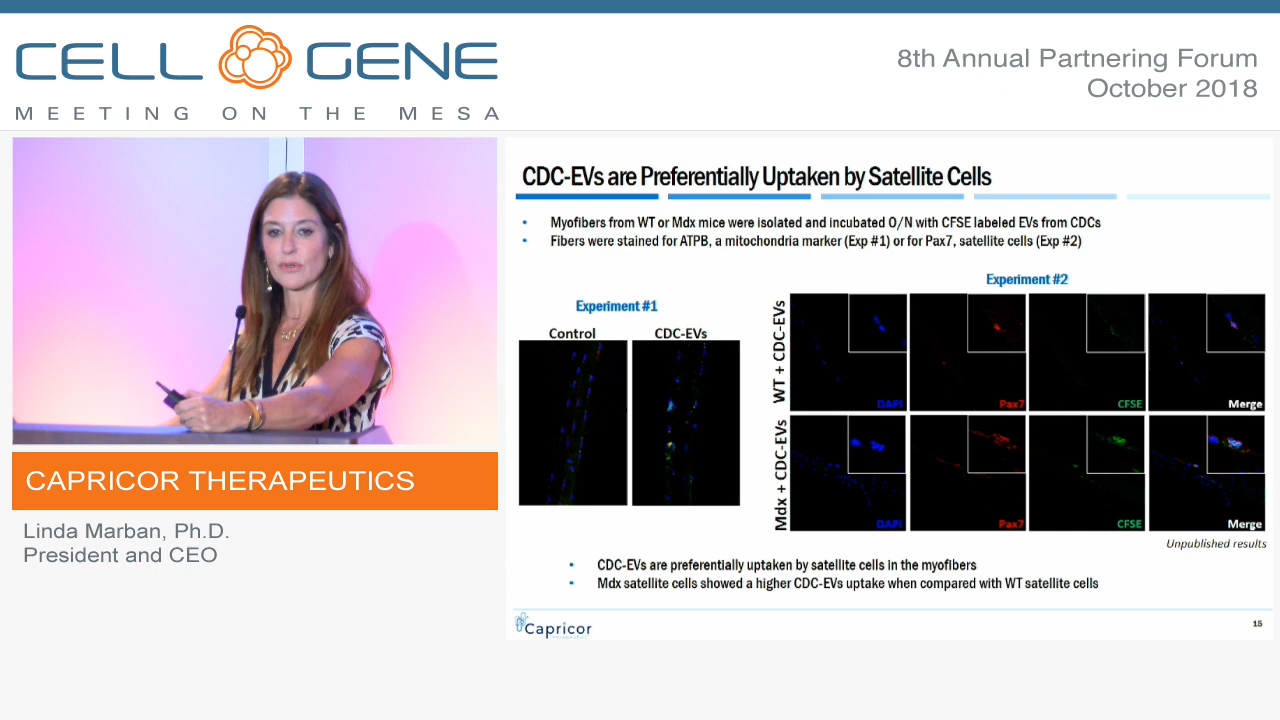 CELL GENE
MEETING ON THE MESA
8th Annual Partnering Forum
October 2018
CAPRICOR THERAPEUTICS
Linda Marban, Ph.D.
President and CEO
CDC-EVs are Preferentially Uptaken by Satellite Cells
• Myofibers from WT or Mdx mice were isolated and incubated O/N with CFSE labeled EVs from CDCs
• Fibers were stained for ATPB, a mitochondria marker (Exp #1) or for Pax7, satellite cells (Exp #2)
Experiment #1
Control CDC-EVs
Experiment #2
WT + CDC-EVs
DAPI Pax7 CFSE Merge
Mdx + CDC-EVs
DAPI Pax7 CFSE Merge
Unpublished results
• CDC-EVs are preferentially uptaken by satellite cells in the myofibers
• Mdx satellite cells showed a higher CDC-EVs uptake when compared with WT satellite cells
Capricor
15